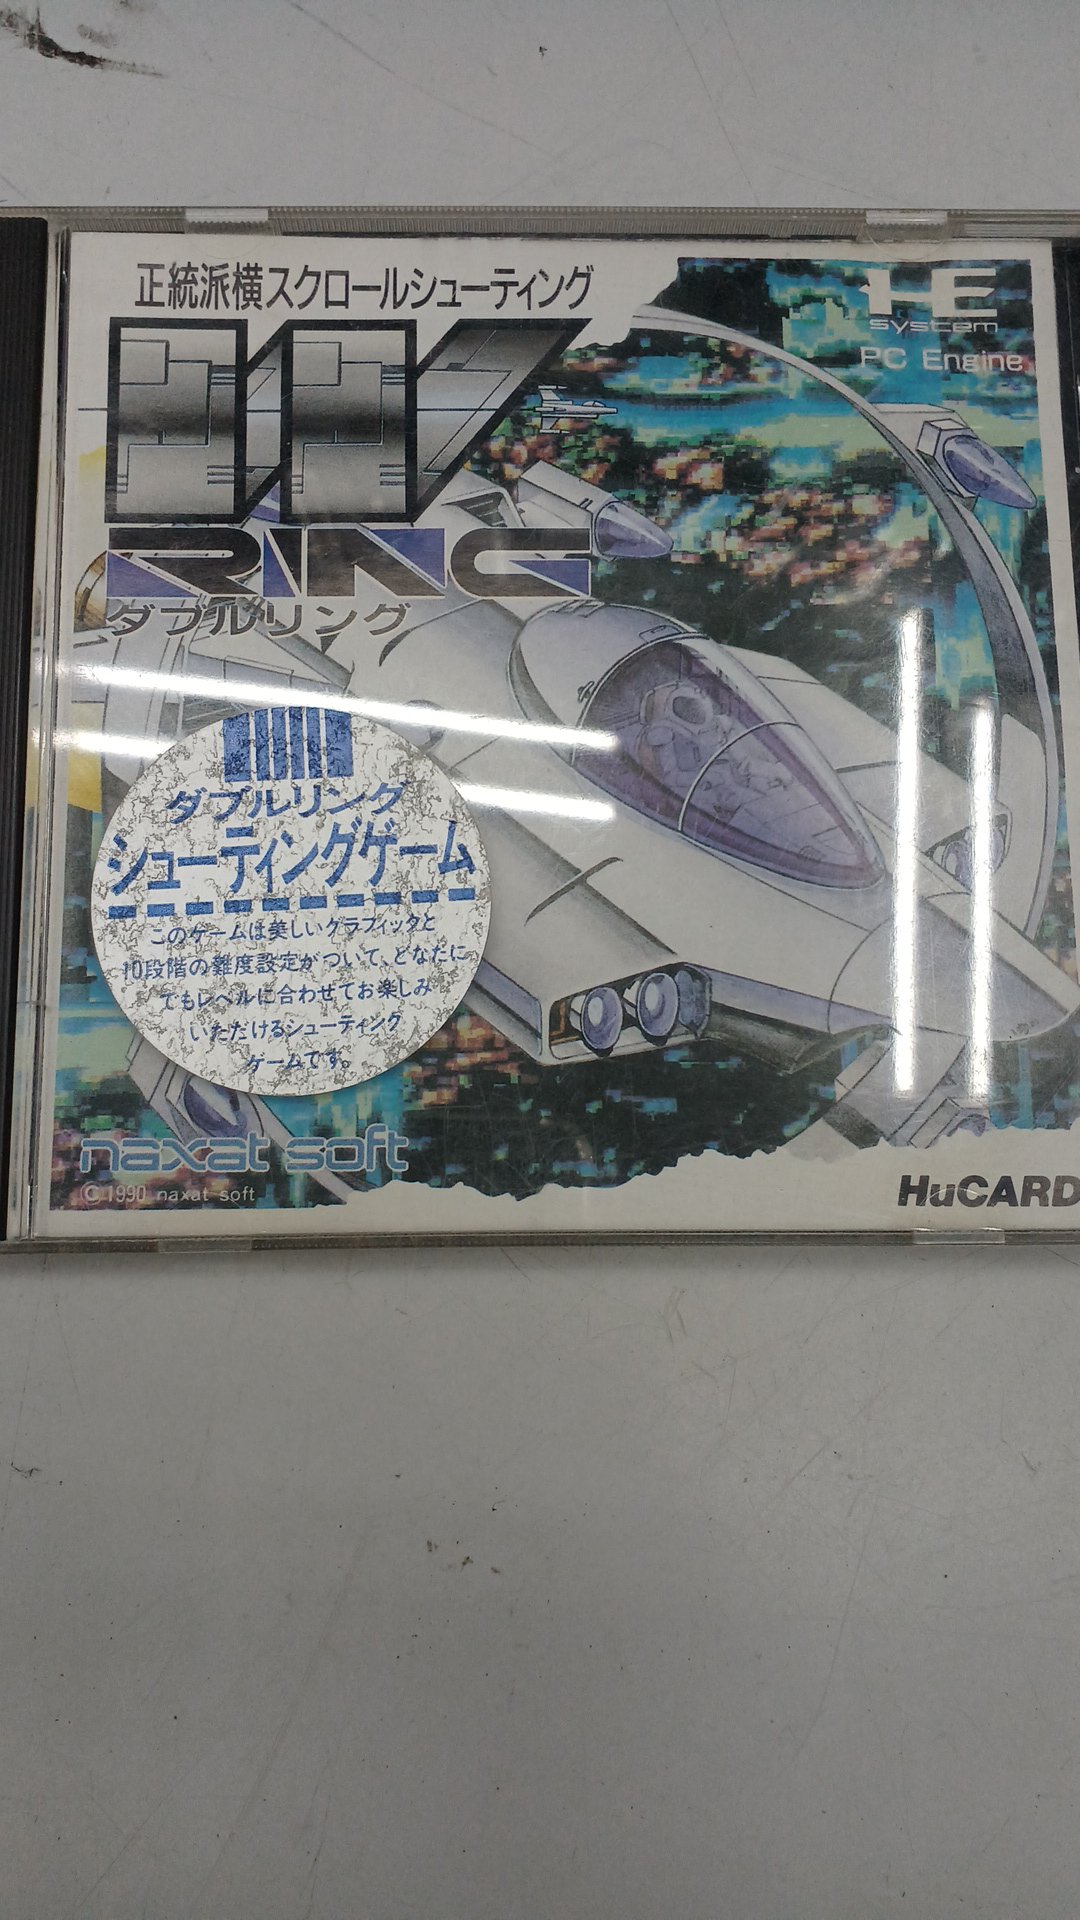 正統派横スクロールシューティング
PE
system
PC Engine
RING
ダブルリング
ダブルリング
シューティングゲーム
このゲームは美しいグラフィックと
10段階の難度設定がついて、どなたに
でもレベルに合わせてお楽しみ
いただけるシューティング
ゲームです。
naxat soft
©1990 naxat soft
HuCARD